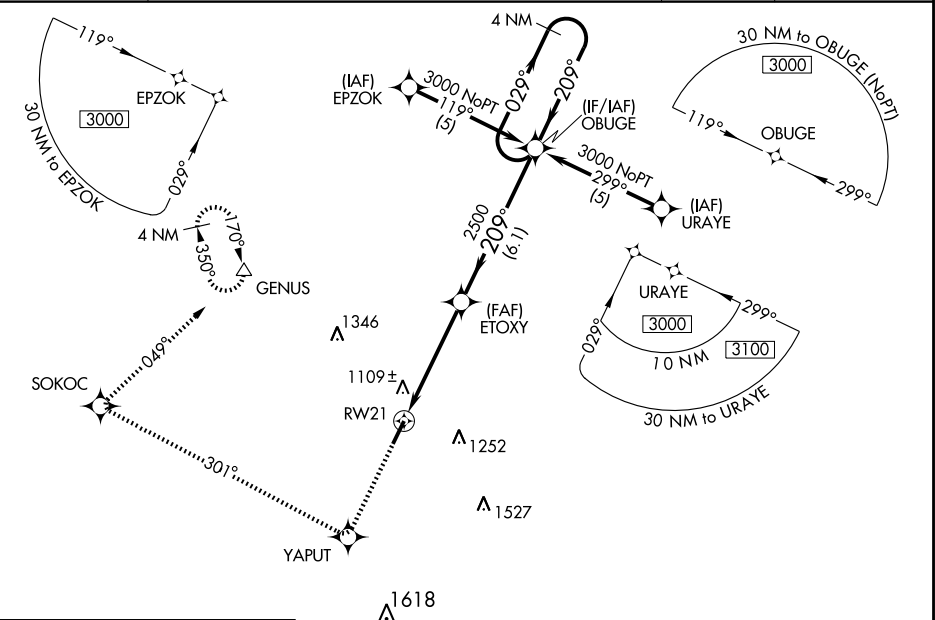 119°
EPZOK
3000
029°
30 NM to EPZOK
4 NM
029°
209°
(IAF)
EPZOK
3000 NoPT
119°
(5)
(IF/IAF)
OBUGE
3000 NoPT
299°
(5)
(IAF)
URAYE
30 NM to OBUGE (NoPT)
3000
119°
OBUGE
299°
4 NM
170°
350°
GENUS
2500
209°
(6.1)
(FAF)
ETOXY
URAYE
299°
3000
029°
10 NM
3100
30 NM to URAYE
1346
049°
SOKOC
1109±
RW21
1252
301°
1527
YAPUT
1618